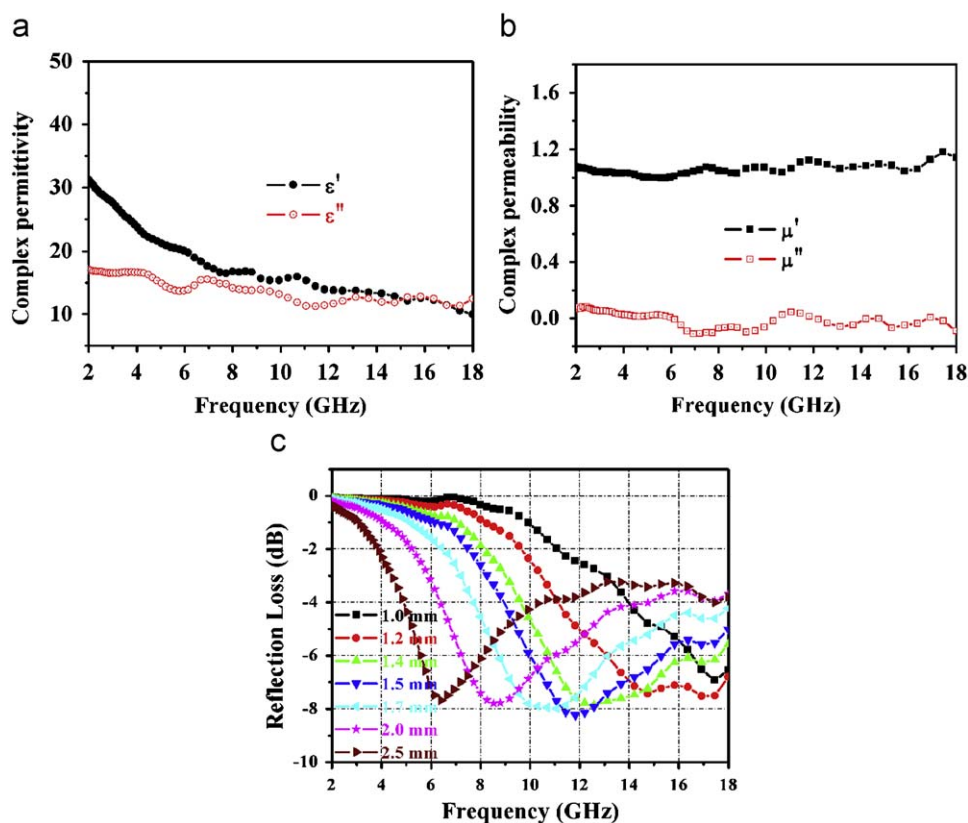 a
50
40
30
20
10
Complex permittivity
ε'
ε"
2 4 6 8 10 12 14 16 18
Frequency (GHz)
b
1.6
1.2
0.8
0.4
0.0
Complex permeability
μ'
μ"
2 4 6 8 10 12 14 16 18
Frequency (GHz)
c
0
-2
-4
-6
-8
-10
Reflection Loss (dB)
1.0 mm
1.2 mm
1.4 mm
1.5 mm
1.7 mm
2.0 mm
2.5 mm
2 4 6 8 10 12 14 16 18
Frequency (GHz)